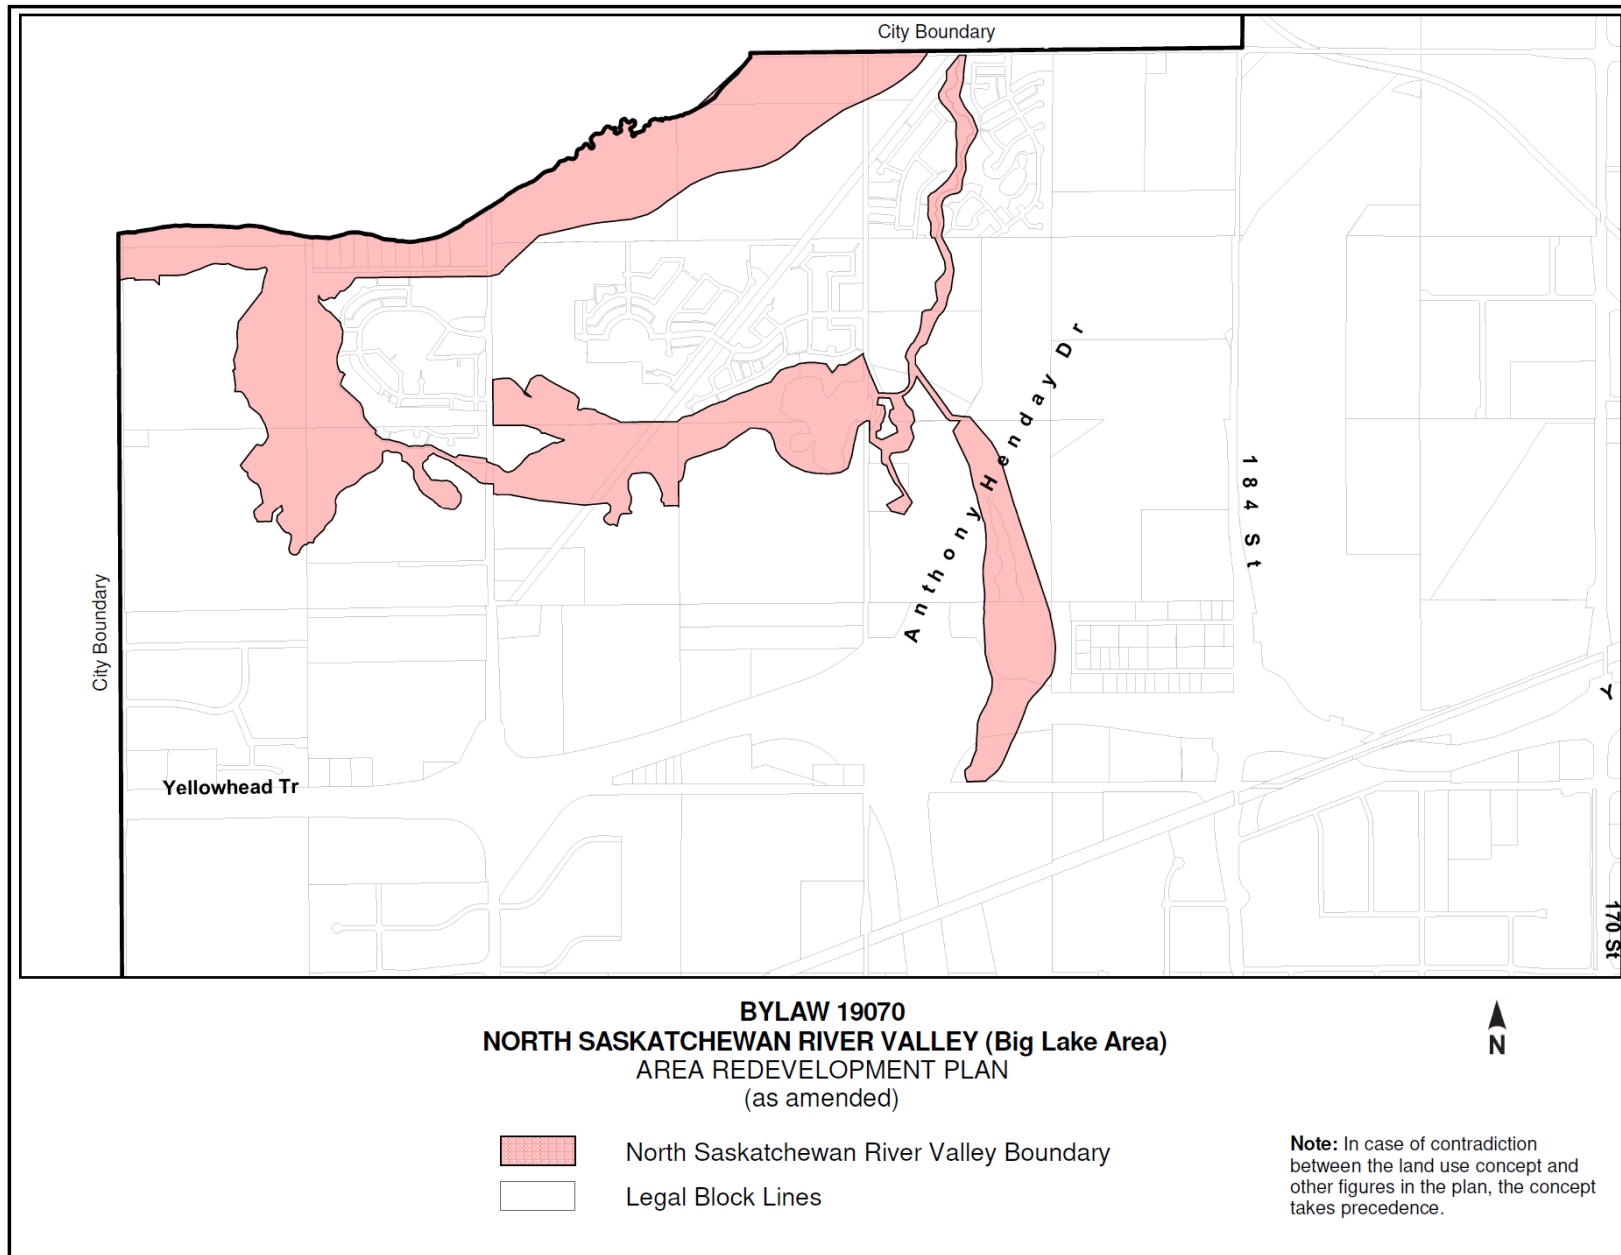 City Boundary
Anthony Henday Dr
184 St
City Boundary
Y
Yellowhead Tr
170 St
BYLAW 19070
NORTH SASKATCHEWAN RIVER VALLEY (Big Lake Area)
AREA REDEVELOPMENT PLAN
(as amended)
N
North Saskatchewan River Valley Boundary
Legal Block Lines
Note: In case of contradiction
between the land use concept and
other figures in the plan, the concept
takes precedence.